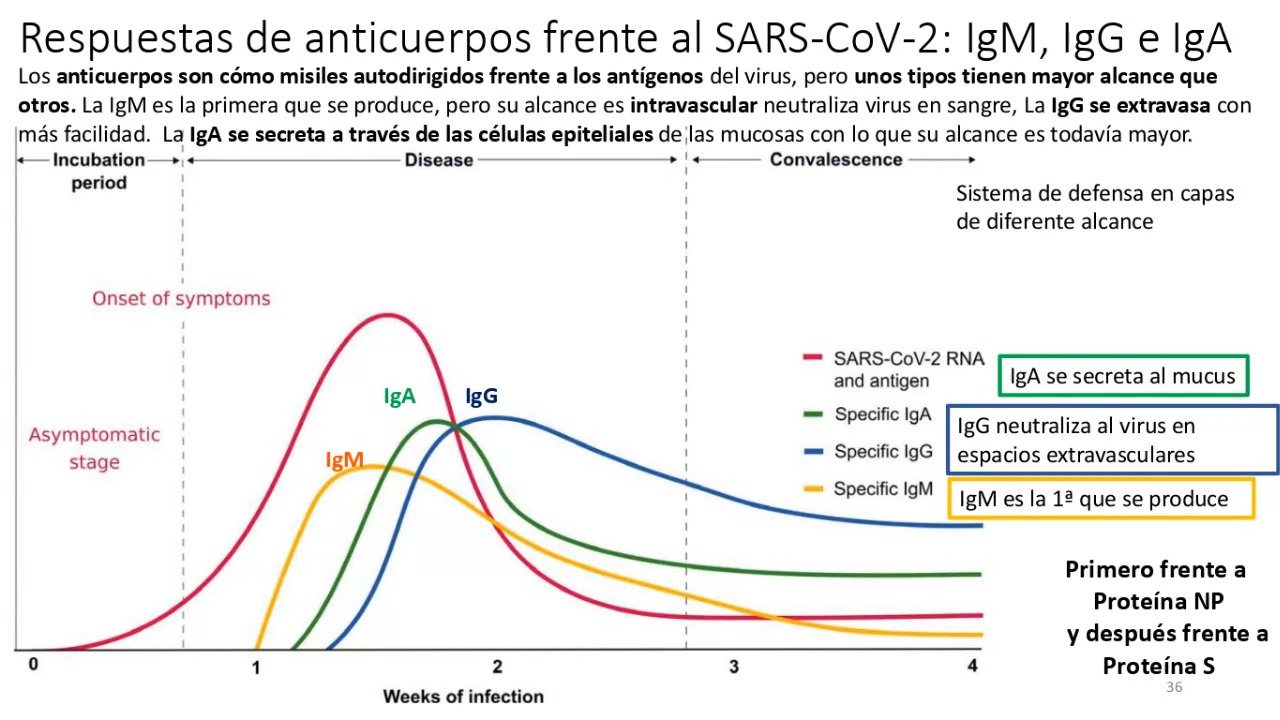 Respuestas de anticuerpos frente al SARS-CoV-2: IgM, IgG e IgA
Los anticuerpos son cómo misiles autodirigidos frente a los antígenos del virus, pero unos tipos tienen mayor alcance que
otros. La IgM es la primera que se produce, pero su alcance es intravascular neutraliza virus en sangre, La IgG se extravasa con
más facilidad. La IgA se secreta a través de las células epiteliales de las mucosas con lo que su alcance es todavía mayor.
Incubation
period
Disease
Convalescence
Sistema de defensa en capas
de diferente alcance
Onset of symptoms
Asymptomatic
stage
IgM
IgA
IgG
SARS-CoV-2 RNA
and antigen
Specific IgA
Specific IgG
Specific IgM
IgA se secreta al mucus
IgG neutraliza al virus en
espacios extravasculares
IgM es la 1ª que se produce
Primero frente a
Proteína NP
y después frente a
Proteína S
0 1 2 3 4
Weeks of infection
36